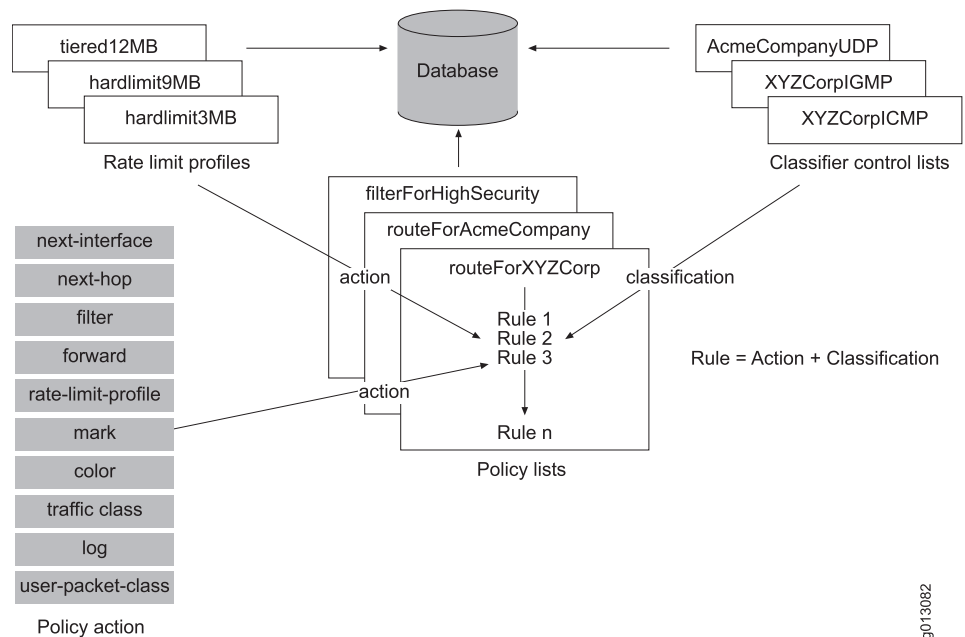 tiered12MB
hardlimit9MB
hardlimit3MB
Rate limit profiles
Database
AcmeCompanyUDP
XYZCorpIGMP
XYZCorpICMP
Classifier control lists
filterForHighSecurity
routeForAcmeCompany
routeForXYZCorp
action
classification
Rule 1
Rule 2
Rule 3
Rule = Action + Classification
action
Rule n
Policy lists
next-interface
next-hop
filter
forward
rate-limit-profile
mark
color
traffic class
log
user-packet-class
Policy action
g013082